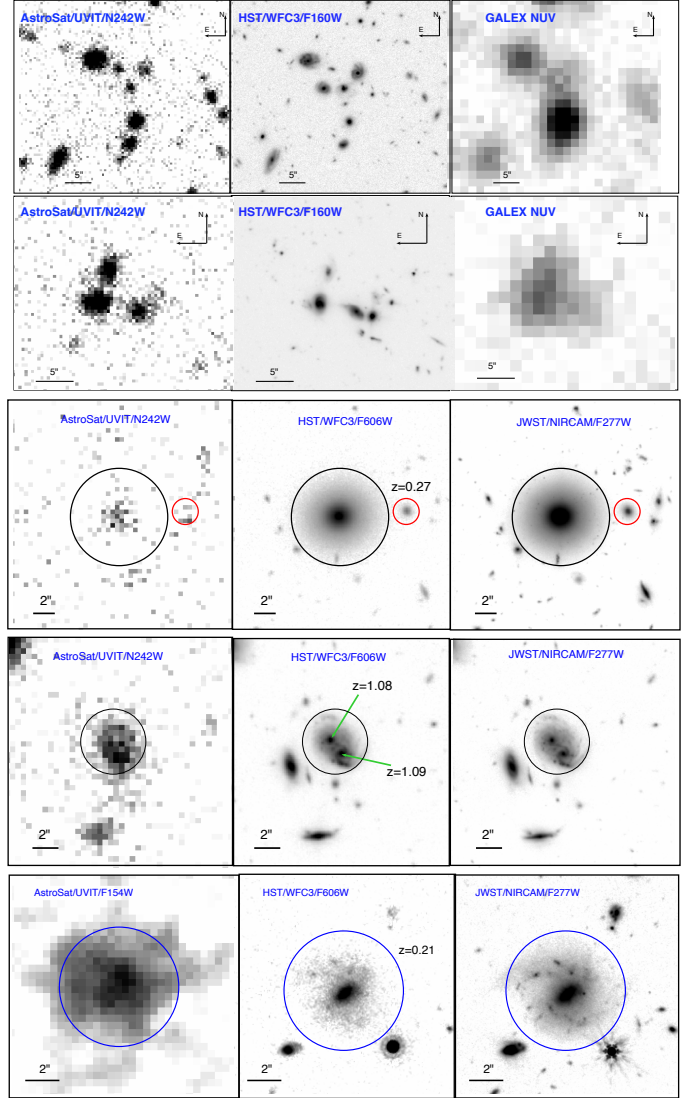 AstroSat/UVIT/N242W
N
E
5"
HST/WFC3/F160W
N
E
5"
GALEX NUV
N
E
5"
AstroSat/UVIT/N242W
N
E
5"
HST/WFC3/F160W
N
E
5"
GALEX NUV
N
E
5"
AstroSat/UVIT/N242W
2"
HST/WFC3/F606W
z=0.27
2"
JWST/NIRCAM/F277W
2"
AstroSat/UVIT/N242W
2"
HST/WFC3/F606W
z=1.08
z=1.09
2"
JWST/NIRCAM/F277W
2"
AstroSat/UVIT/F154W
2"
HST/WFC3/F606W
z=0.21
2"
JWST/NIRCAM/F277W
2"